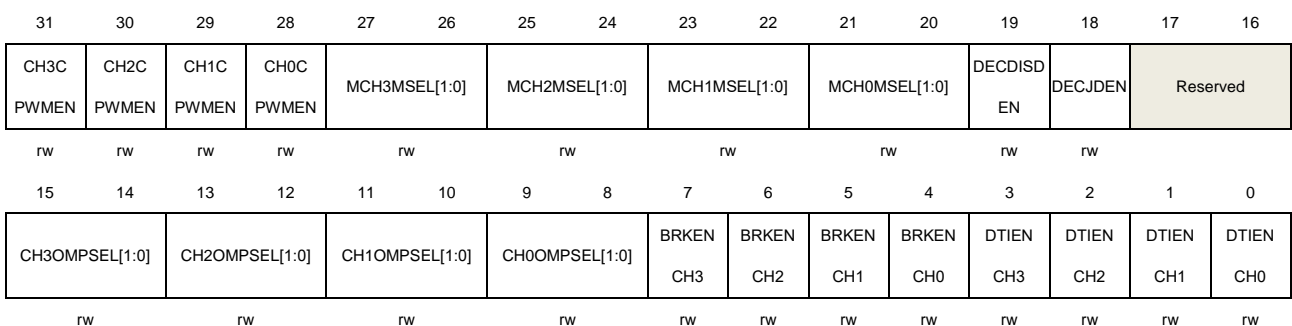 31 30 29 28 27 26 25 24 23 22 21 20 19 18 17 16
CH3C CH2C CH1C CH0C MCH3MSEL[1:0] MCH2MSEL[1:0] MCH1MSEL[1:0] MCH0MSEL[1:0] DECDISD DECJDEN Reserved
PWMEN PWMEN PWMEN PWMEN EN
rw rw rw rw rw rw rw rw rw rw
15 14 13 12 11 10 9 8 7 6 5 4 3 2 1 0
CH3OMPSEL[1:0] CH2OMPSEL[1:0] CH1OMPSEL[1:0] CH0OMPSEL[1:0] BRKEN BRKEN BRKEN BRKEN DTIEN DTIEN DTIEN DTIEN
CH3 CH2 CH1 CH0 CH3 CH2 CH1 CH0
rw rw rw rw rw rw rw rw rw rw rw rw